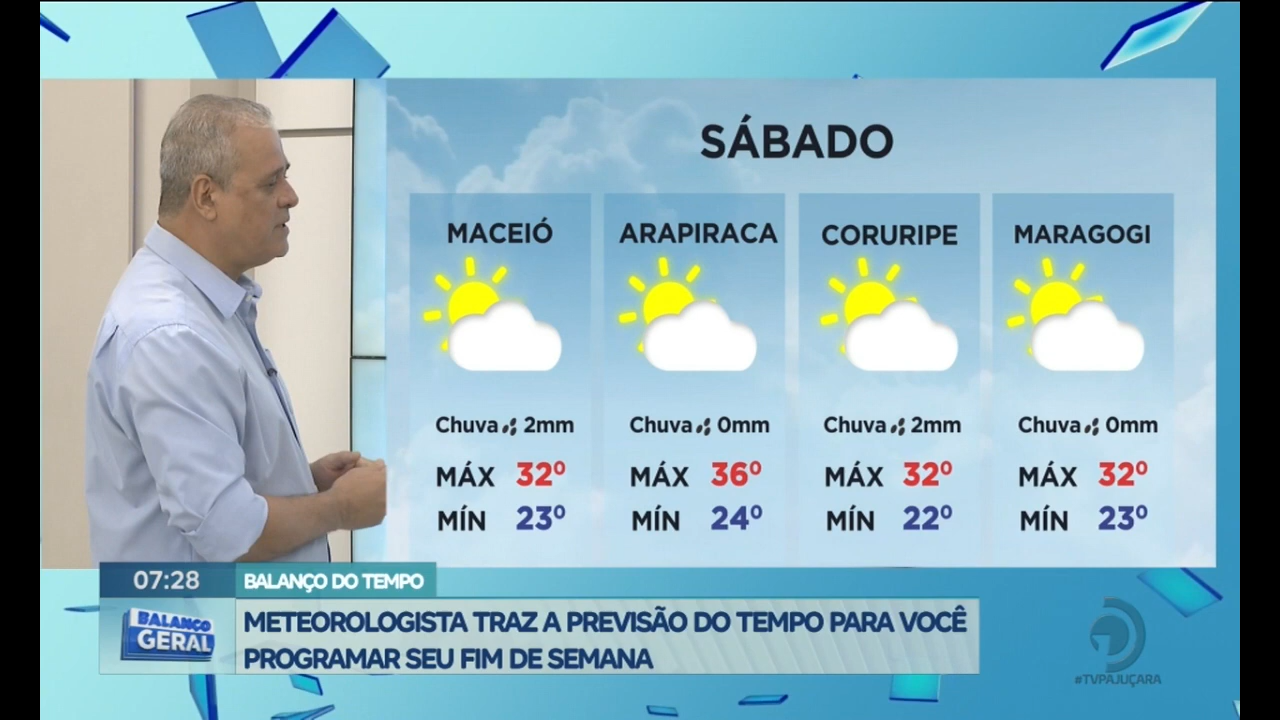 SÁBADO
MACEIÓ
Chuva 2mm
MÁX 32º
MÍN 23º
ARAPIRACA
Chuva 0mm
MÁX 36º
MÍN 24º
CORURIPE
Chuva 2mm
MÁX 32º
MÍN 22º
MARAGOGI
Chuva 0mm
MÁX 32º
MÍN 23º
07:28
BALANÇO DO TEMPO
BALANÇO
GERAL
METEOROLOGISTA TRAZ A PREVISÃO DO TEMPO PARA VOCÊ
PROGRAMAR SEU FIM DE SEMANA
#TVPAJUÇARA